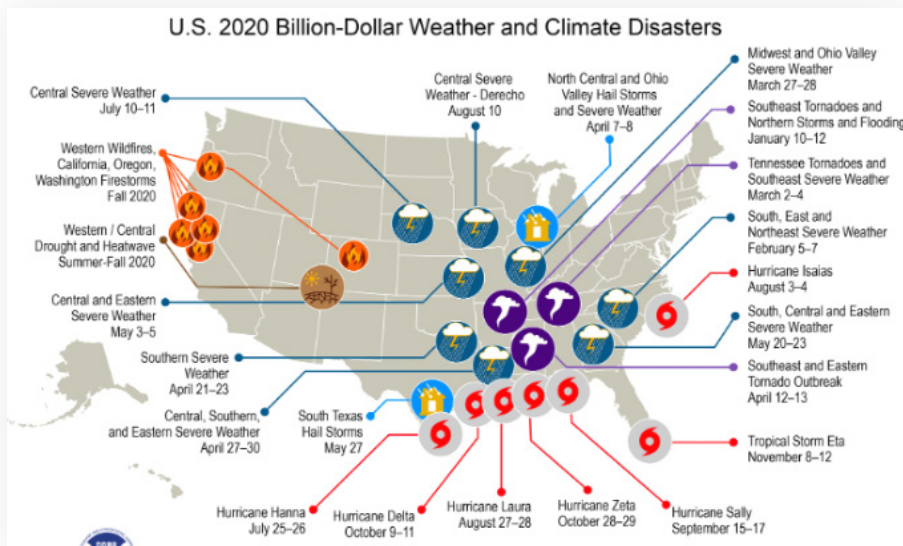 U.S. 2020 Billion-Dollar Weather and Climate Disasters
Central Severe Weather
July 10–11
Central Severe
Weather - Derecho
August 10
North Central and Ohio
Valley Hail Storms
and Severe Weather
April 7–8
Midwest and Ohio Valley
Severe Weather
March 27–28
Southeast Tornadoes and
Northern Storms and Flooding
January 10–12
Western Wildfires,
California, Oregon,
Washington Firestorms
Fall 2020
Tennessee Tornadoes and
Southeast Severe Weather
March 2–4
Western / Central
Drought and Heatwave
Summer-Fall 2020
South, East and
Northeast Severe Weather
February 5–7
Hurricane Isaias
August 3–4
Central and Eastern
Severe Weather
May 3–5
South, Central and Eastern
Severe Weather
May 20–23
Southern Severe
Weather
April 21–23
Southeast and Eastern
Tornado Outbreak
April 12–13
Central, Southern,
and Eastern Severe Weather
April 27–30
South Texas
Hail Storms
May 27
Tropical Storm Eta
November 8–12
Hurricane Hanna
July 25–26
Hurricane Delta
October 9–11
Hurricane Laura
August 27–28
Hurricane Zeta
October 28–29
Hurricane Sally
September 15–17